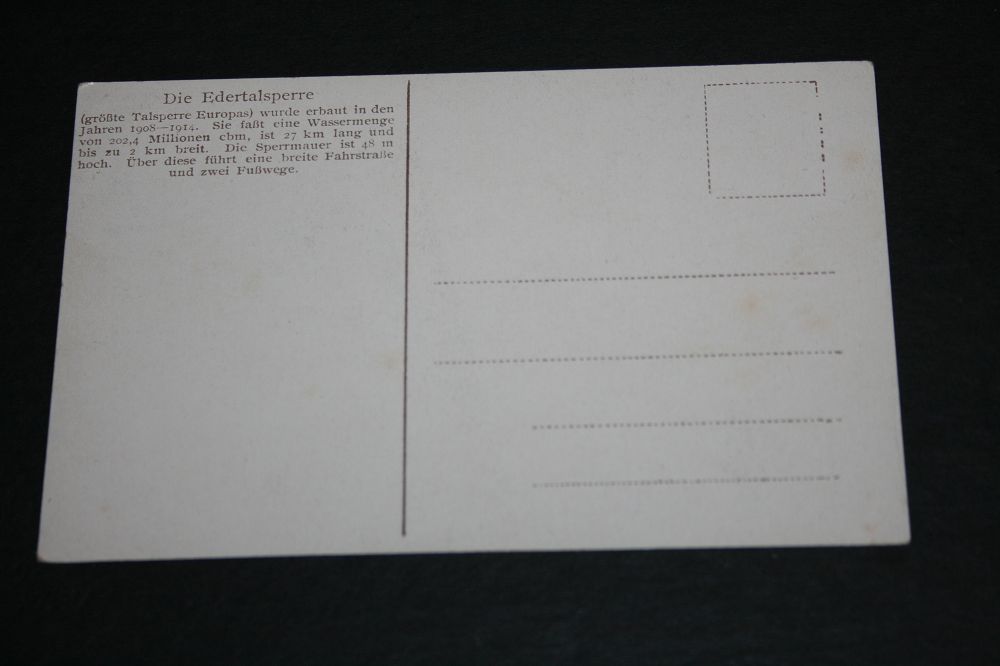 Die Edertalsperre
(größte Talsperre Europas) wurde erbaut in den
Jahren 1908—1914. Sie faßt eine Wassermenge
von 202,4 Millionen cbm, ist 27 km lang und
bis zu 2 km breit. Die Sperrmauer ist 48 m
hoch. Über diese führt eine breite Fahrstraße
und zwei Fußwege.